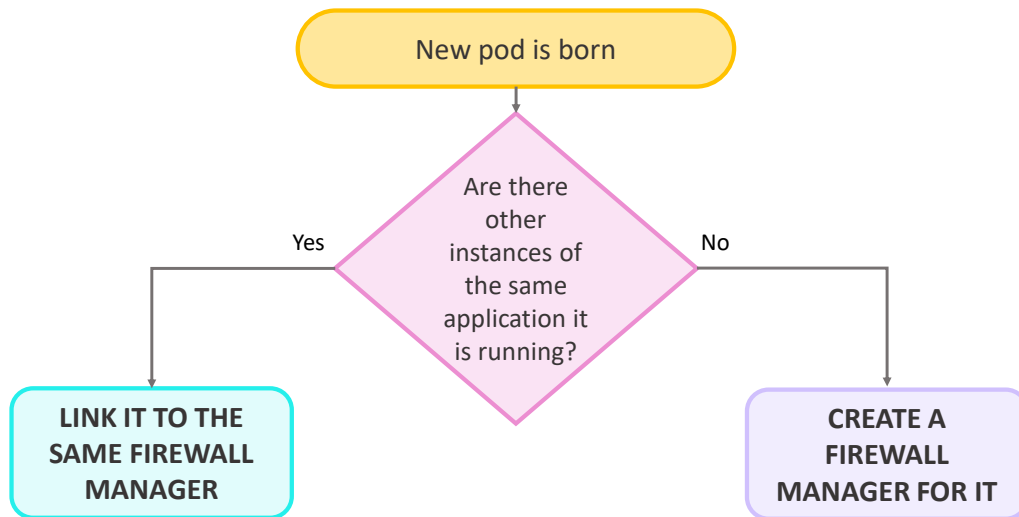 New pod is born
Are there
other
instances of
the same
application it
is running?
Yes
No
LINK IT TO THE
SAME FIREWALL
MANAGER
CREATE A
FIREWALL
MANAGER FOR IT